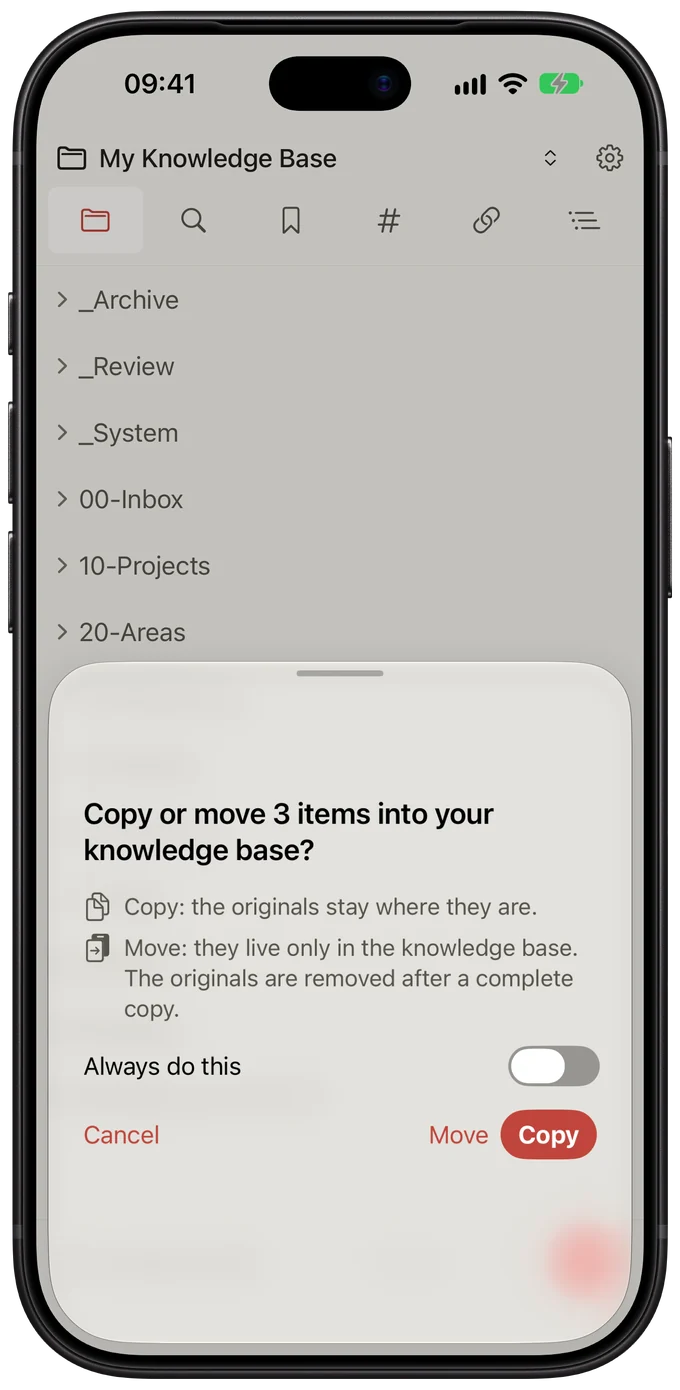 09:41
My Knowledge Base
#
_Archive
_Review
_System
00-Inbox
10-Projects
20-Areas
Copy or move 3 items into your
knowledge base?
Copy: the originals stay where they are.
Move: they live only in the knowledge base.
The originals are removed after a complete
copy.
Always do this
Cancel
Move
Copy